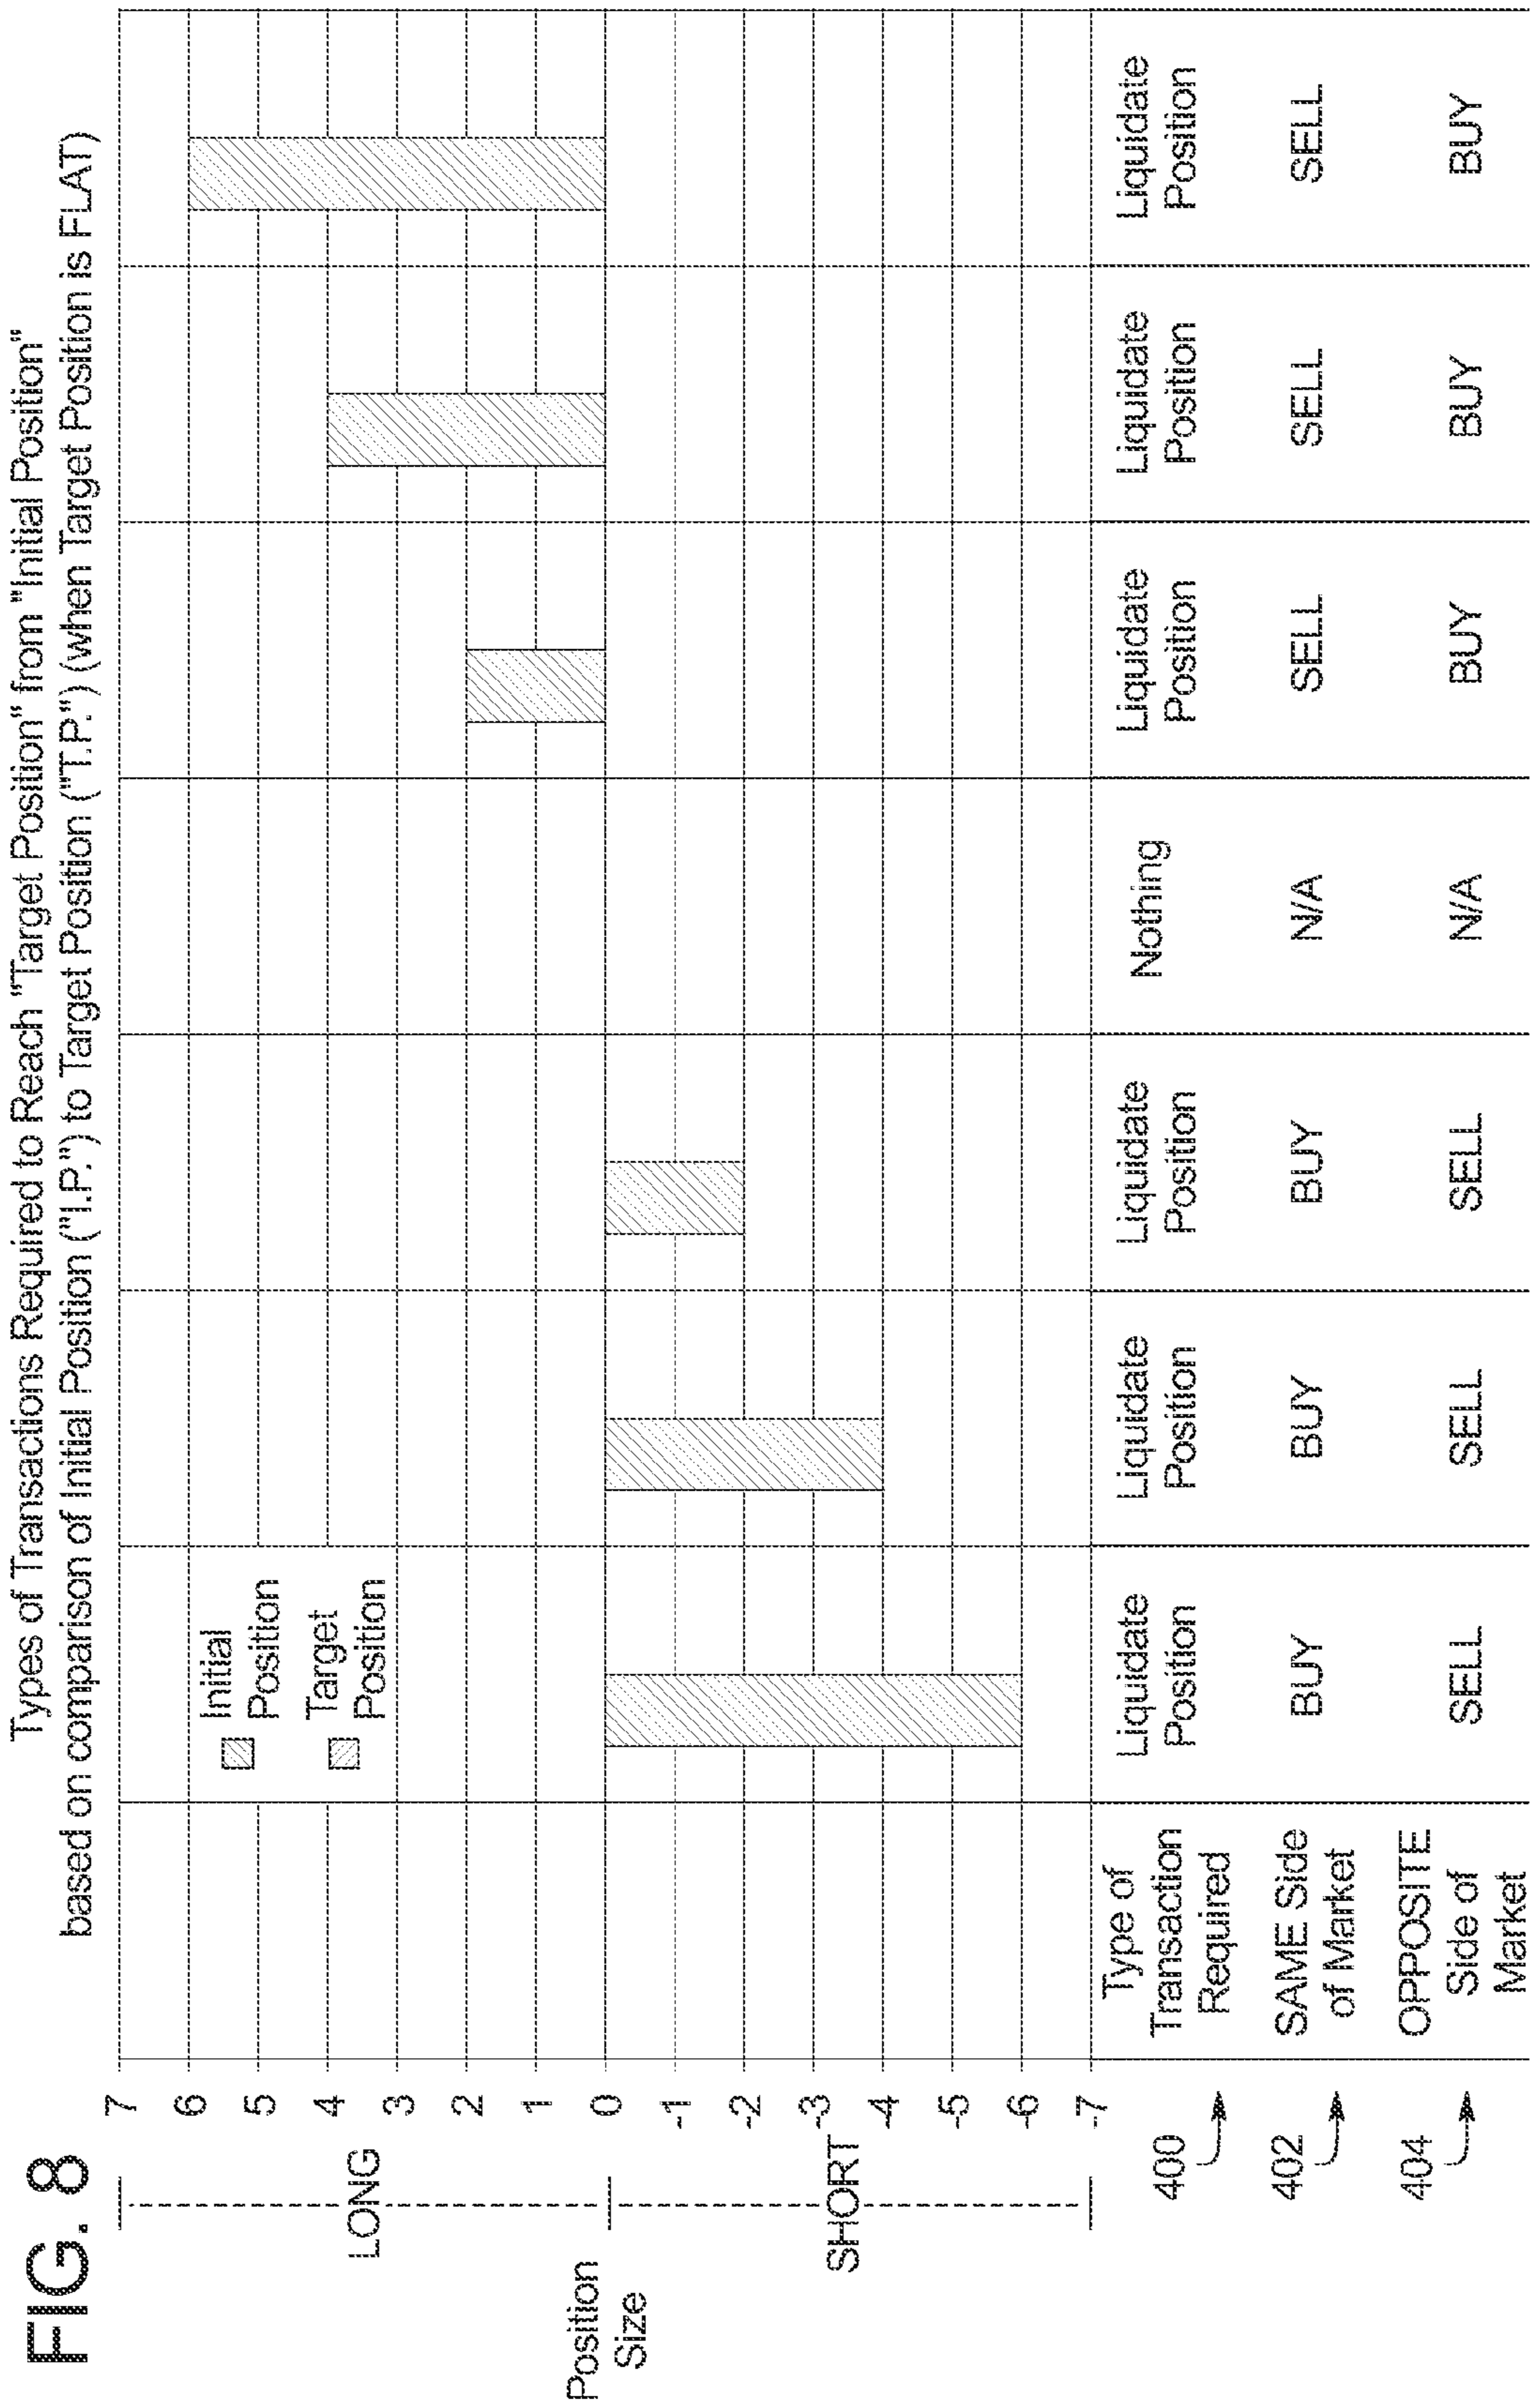 FIG. 8
Types of Transactions Required to Reach "Target Position" from "Initial Position"
based on comparison of Initial Position ("I.P.") to Target Position ("T.P.") (when Target Position is FLAT)
Position
Size
LONG
SHORT
7
6
5
4
3
2
1
0
-1
-2
-3
-4
-5
-6
-7
Initial
Position
Target
Position
400
Type of
Transaction
Required
Liquidate
Position
Liquidate
Position
Liquidate
Position
Nothing
Liquidate
Position
Liquidate
Position
Liquidate
Position
402
SAME Side
of Market
BUY
BUY
BUY
N/A
SELL
SELL
SELL
404
OPPOSITE
Side of
Market
SELL
SELL
SELL
N/A
BUY
BUY
BUY